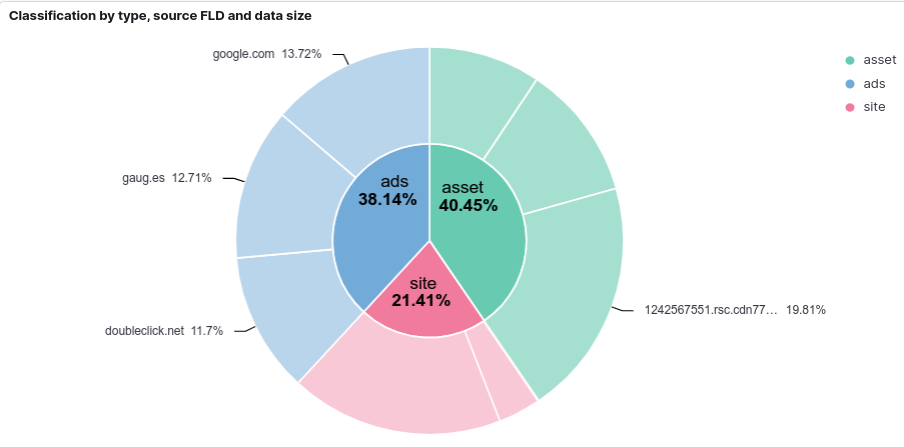 Classification by type, source FLD and data size
google.com 13.72%
asset
ads
site
gaug.es 12.71%
ads
38.14%
asset
40.45%
site
21.41%
1242567551.rsc.cdn77... 19.81%
doubleclick.net 11.7%